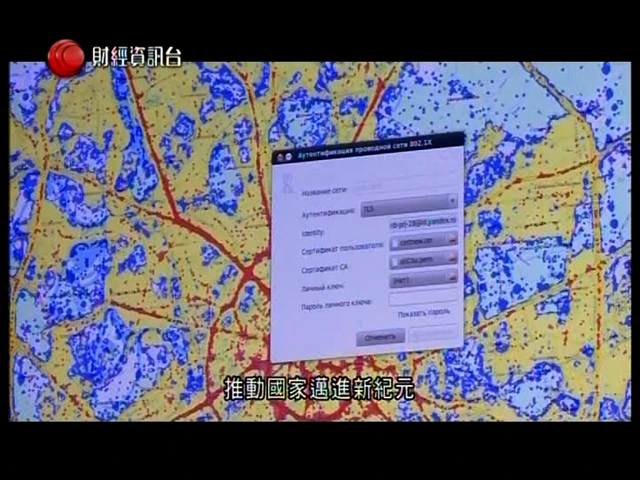 財經資訊台
Аутентификация проводной сети 802.1X
Название сети:
Аутентификация: TLS
Identity:
Сертификат пользователя:
Сертификат CA:
Личный ключ: (Нет)
Пароль личного ключа:
Показать пароль
Отменить
推動國家邁進新紀元